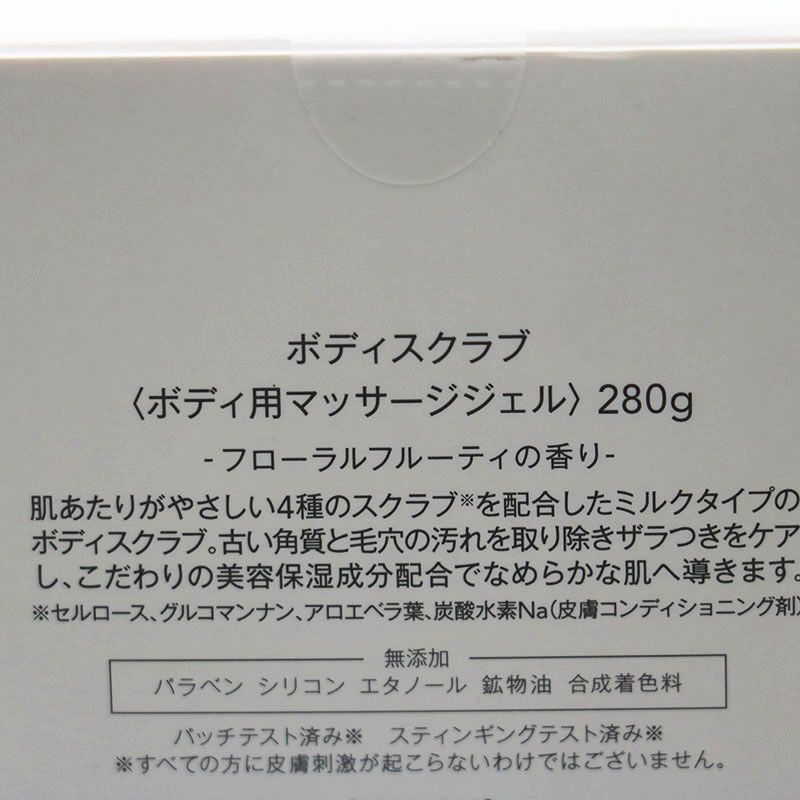 ボディスクラブ
〈ボディ用マッサージジェル〉 280g
-フローラルフルーティの香り-
肌あたりがやさしい4種のスクラブ※を配合したミルクタイプの
ボディスクラブ。古い角質と毛穴の汚れを取り除きザラつきをケア
し、こだわりの美容保湿成分配合でなめらかな肌へ導きます。
※セルロース、グルコマンナン、アロエベラ葉、炭酸水素Na(皮膚コンディショニング剤)
無添加
パラベン シリコン エタノール 鉱物油 合成着色料
パッチテスト済み※ スティンギングテスト済み※
※すべての方に皮膚刺激が起こらないわけではございません。